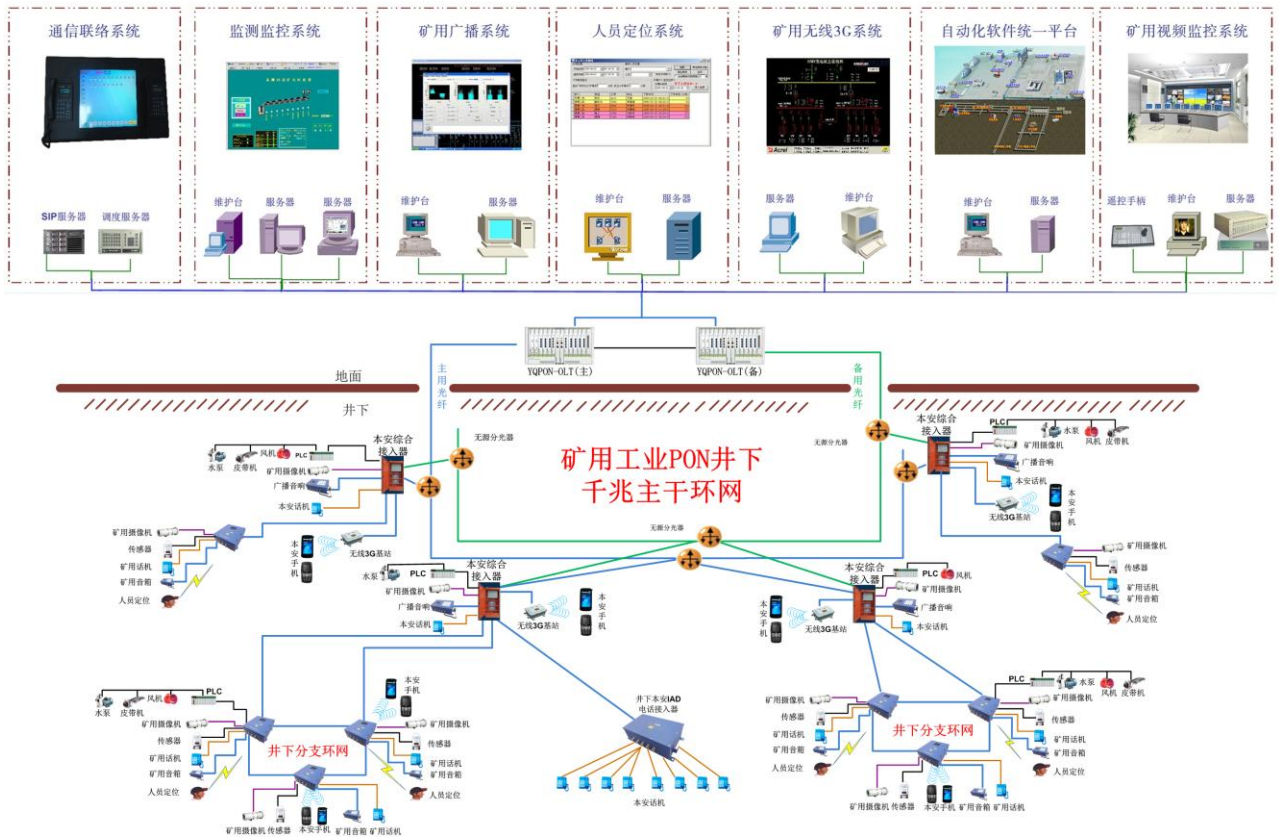 通信联络系统
监测监控系统
矿用广播系统
人员定位系统
矿用无线3G系统
自动化软件统一平台
矿用视频监控系统
SIP服务器
调度服务器
维护台
服务器
服务器
维护台
服务器
维护台
服务器
服务器
维护台
维护台
服务器
遥控手柄
维护台
服务器
Acrel
YQPON-OLT(主)
YQPON-OLT(备)
主用光纤
备用光纤
地面
井下
矿用工业PON井下
千兆主干环网
无源分光器
无源分光器
无源分光器
本安综合
接入器
水泵
皮带机
风机
PLC
矿用摄像机
广播音响
本安话机
无线3G基站
本安手机
矿用摄像机
传感器
矿用话机
矿用音箱
人员定位
本安综合
接入器
PLC
水泵
风机
皮带机
矿用摄像机
广播音响
本安话机
无线3G基站
本安手机
矿用摄像机
传感器
矿用话机
矿用音箱
人员定位
本安综合
接入器
水泵
PLC
矿用摄像机
广播音响
本安话机
无线3G基站
本安手机
本安综合
接入器
PLC
风机
矿用摄像机
广播音响
本安话机
无线3G基站
本安手机
水泵
皮带机
风机
PLC
本安手机
矿用摄像机
传感器
矿用话机
矿用音箱
人员定位
井下分支环网
矿用摄像机
传感器
矿用话机
矿用音箱
人员定位
矿用摄像机
传感器
本安手机
矿用音箱
矿用话机
井下本安IAD
电话接入器
本安话机
PLC
水泵
风机
皮带机
矿用摄像机
传感器
矿用话机
矿用音箱
人员定位
井下分支环网
矿用摄像机
传感器
矿用话机
矿用音箱
人员定位
矿用摄像机
传感器
本安手机
矿用音箱
矿用话机